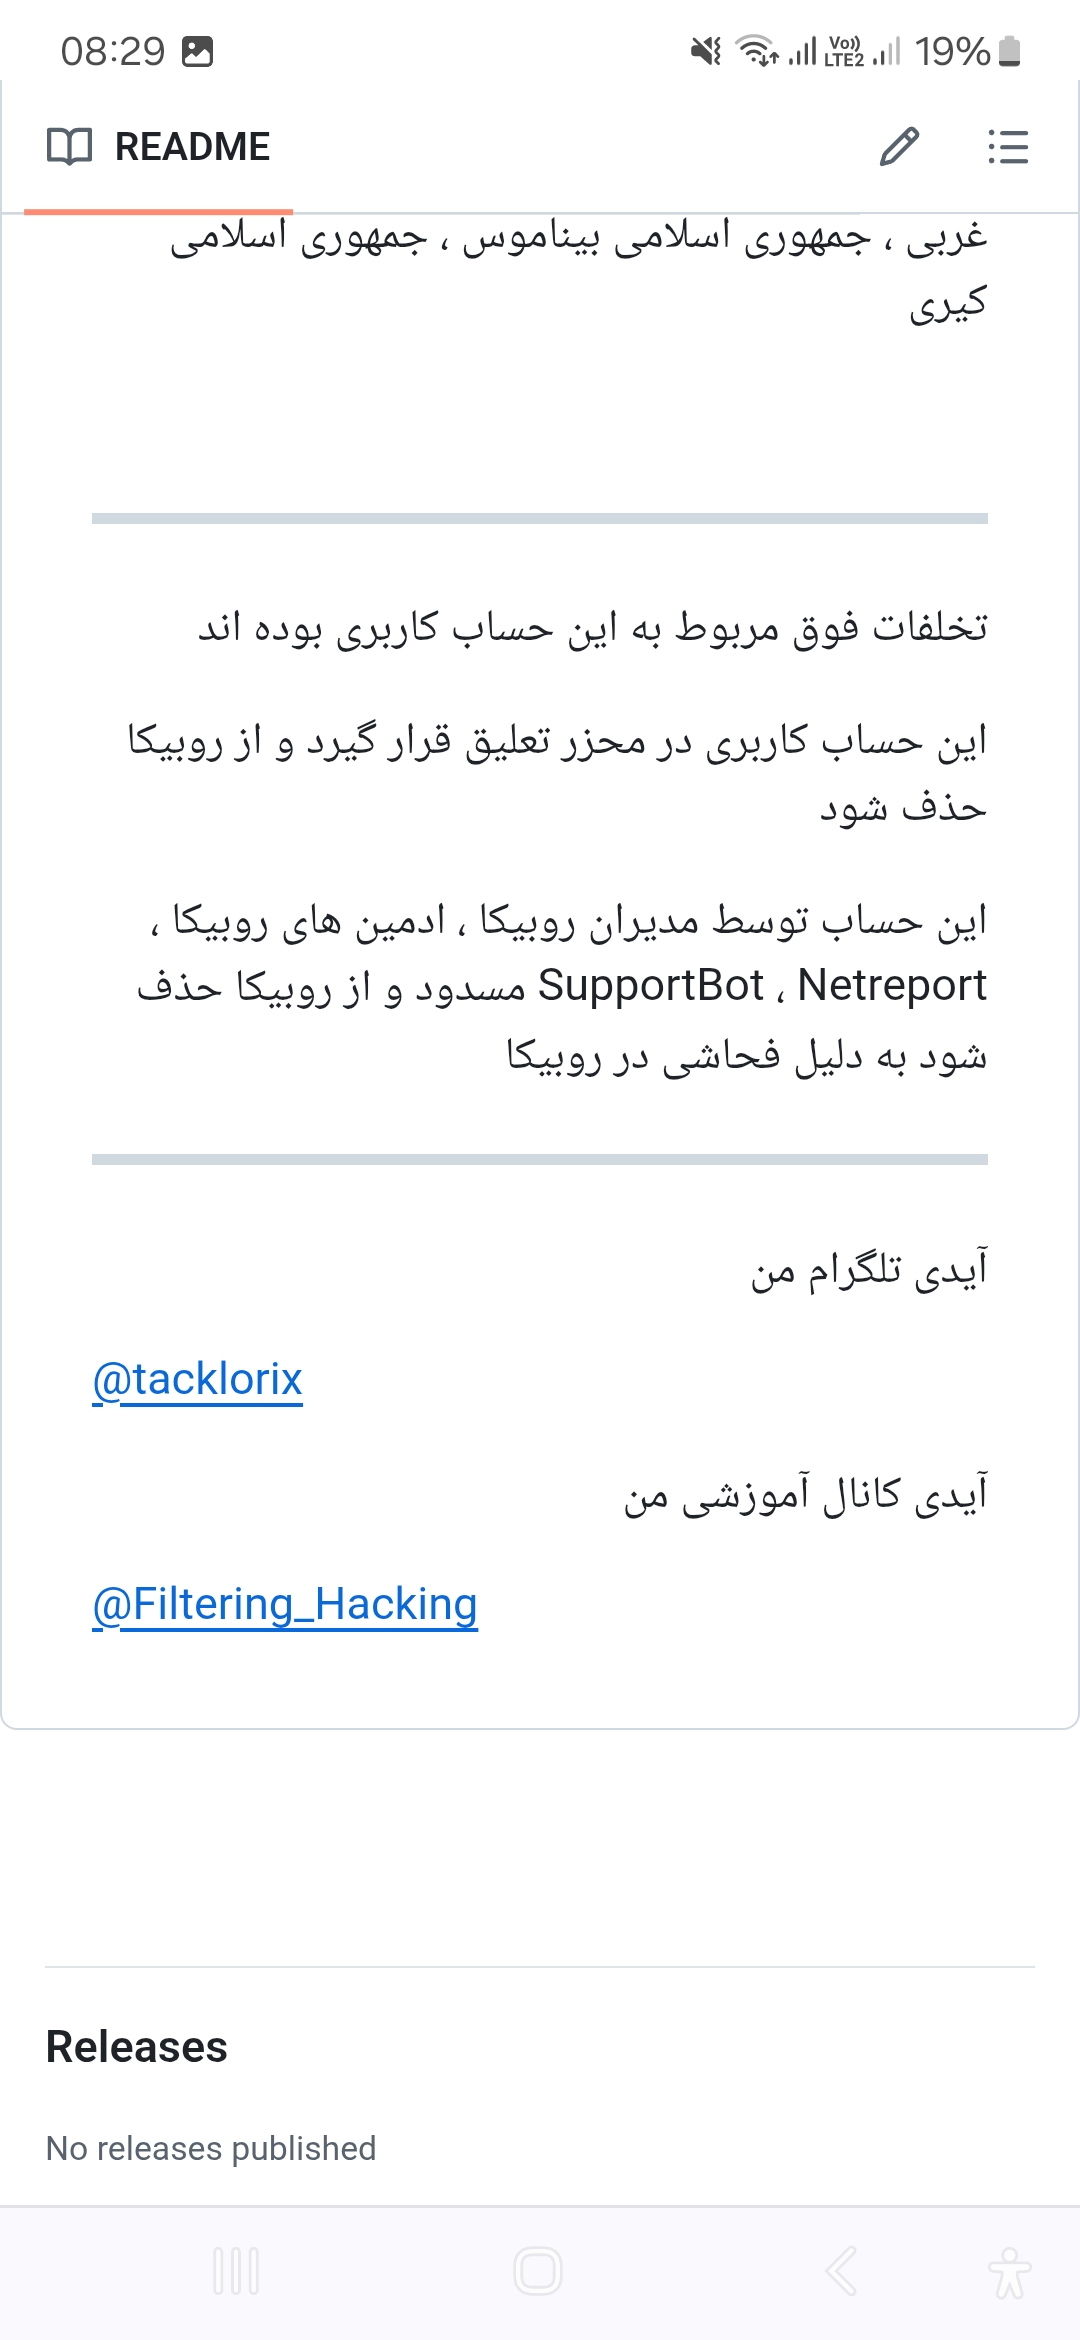 08:29
Vo)) LTE2 19%
README
غربی ، جمهوری اسلامی بیناموس ، جمهوری اسلامی
کیری
تخلفات فوق مربوط به این حساب کاربری بوده اند
این حساب کاربری در محزر تعلیق قرار گیرد و از روبیکا
حذف شود
این حساب توسط مدیران روبیکا ، ادمین های روبیکا ،
Netreport ، SupportBot مسدود و از روبیکا حذف
شود به دلیل فحاشی در روبیکا
آیدی تلگرام من
@tacklorix
آیدی کانال آموزشی من
@Filtering_Hacking
Releases
No releases published